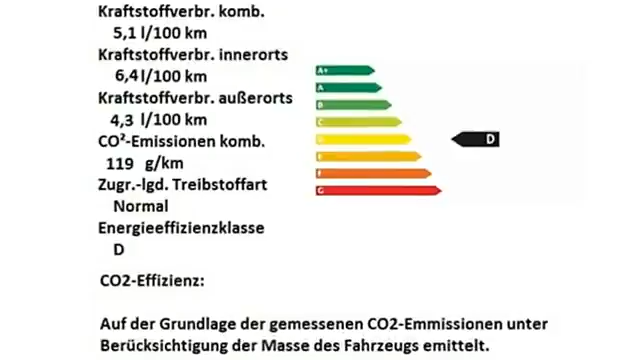 Kraftstoffverbr. komb.
5,1 l/100 km
Kraftstoffverbr. innerorts
6,4 l/100 km
Kraftstoffverbr. außerorts
4,3 l/100 km
CO²-Emissionen komb.
119 g/km
Zugr.-lgd. Treibstoffart
Normal
Energieeffizienzklasse
D
A+
A
B
C
D
E
F
G
D
CO2-Effizienz:
Auf der Grundlage der gemessenen CO2-Emmissionen unter
Berücksichtigung der Masse des Fahrzeugs emittelt.